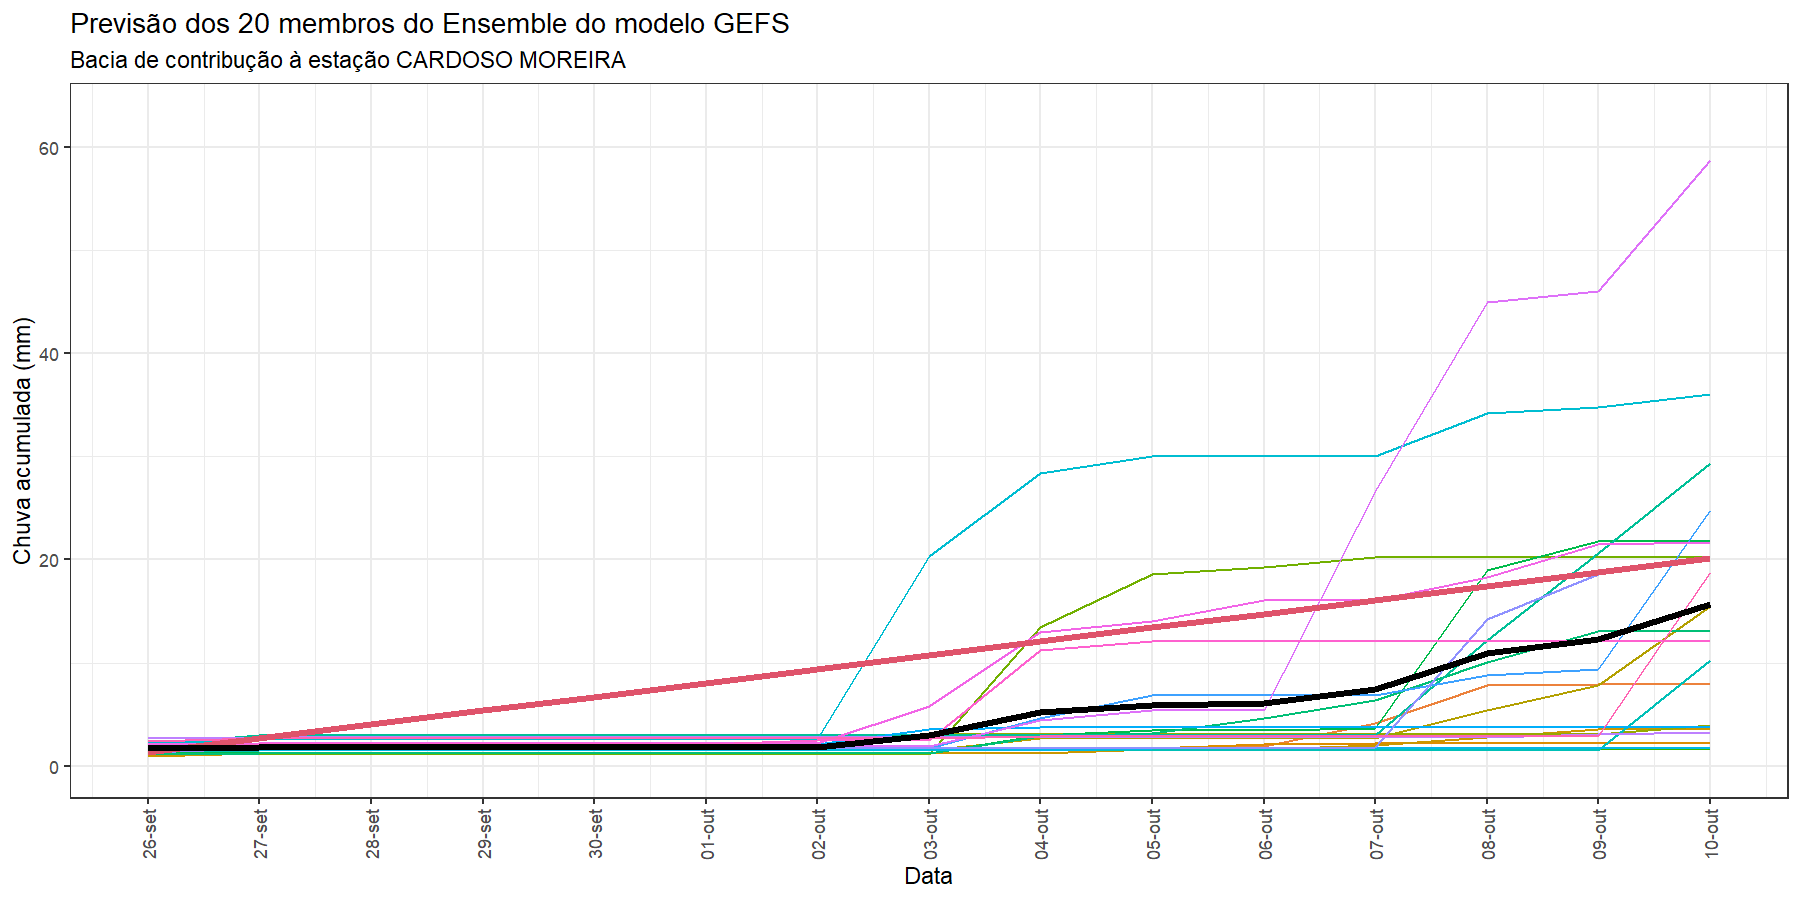 Previsão dos 20 membros do Ensemble do modelo GEFS
Bacia de contribução à estação CARDOSO MOREIRA
Chuva acumulada (mm)
60
40
20
0
26-set
27-set
28-set
29-set
30-set
01-out
02-out
03-out
04-out
05-out
06-out
07-out
08-out
09-out
10-out
Data